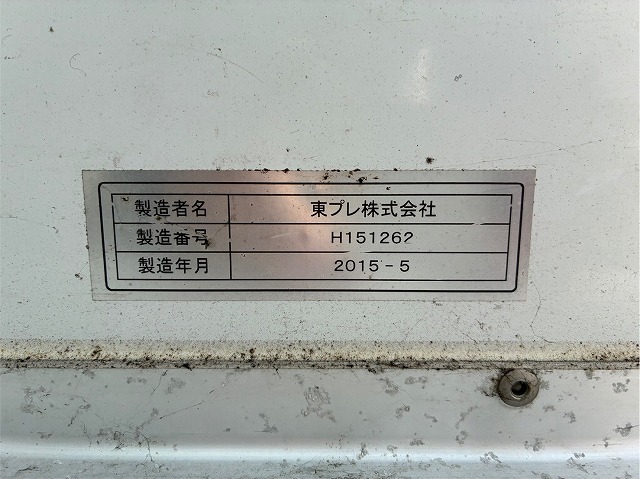 製造者名 東プレ株式会社
製造番号 H151262
製造年月 2015-5